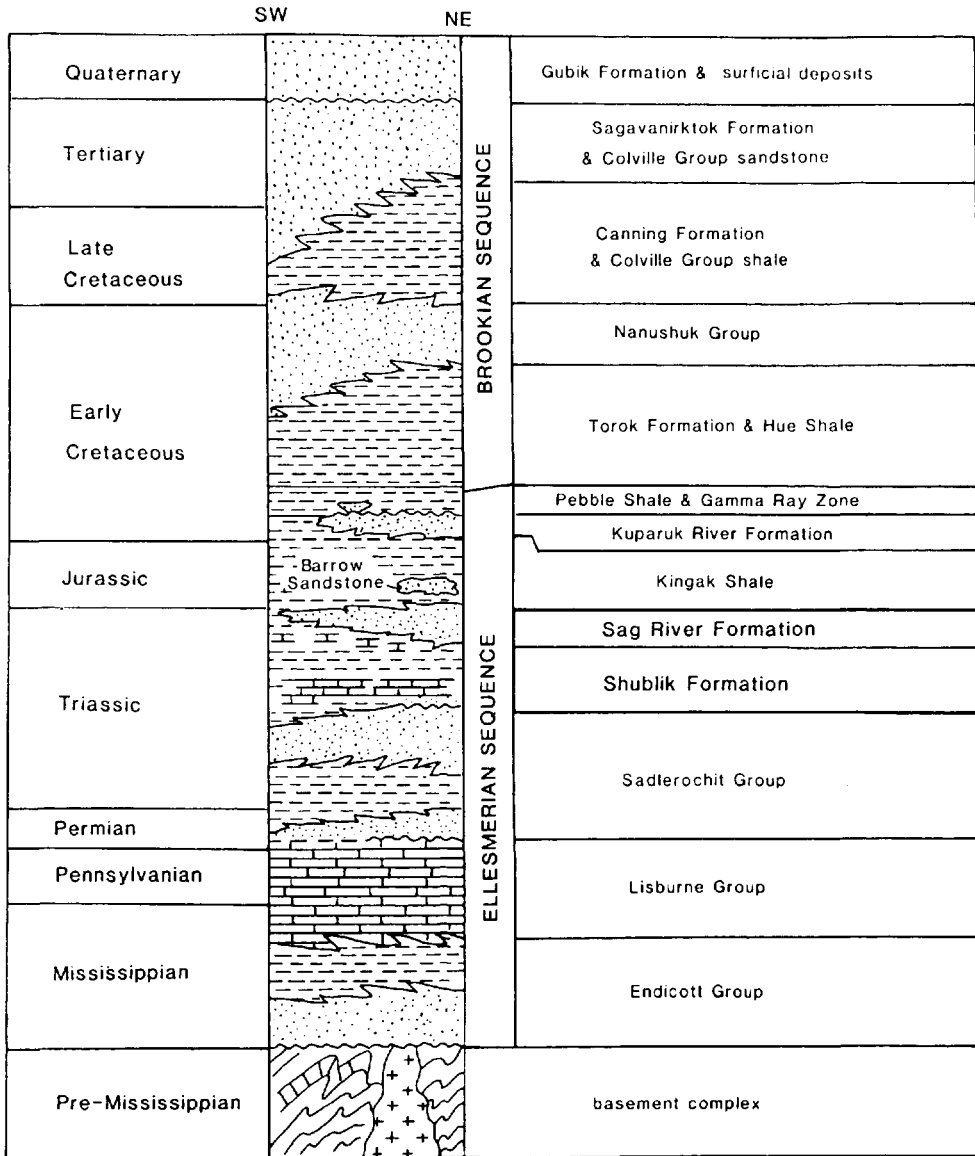 SW NE
Quaternary
Gubik Formation & surficial deposits
Tertiary
Sagavanirktok Formation
& Colville Group sandstone
Late
Cretaceous
Canning Formation
& Colville Group shale
BROOKIAN SEQUENCE
Nanushuk Group
Early
Cretaceous
Torok Formation & Hue Shale
Pebble Shale & Gamma Ray Zone
Kuparuk River Formation
Jurassic
Barrow
Sandstone
Kingak Shale
Sag River Formation
Triassic
Shublik Formation
ELLESMERIAN SEQUENCE
Sadlerochit Group
Permian
Pennsylvanian
Lisburne Group
Mississippian
Endicott Group
Pre-Mississippian
basement complex